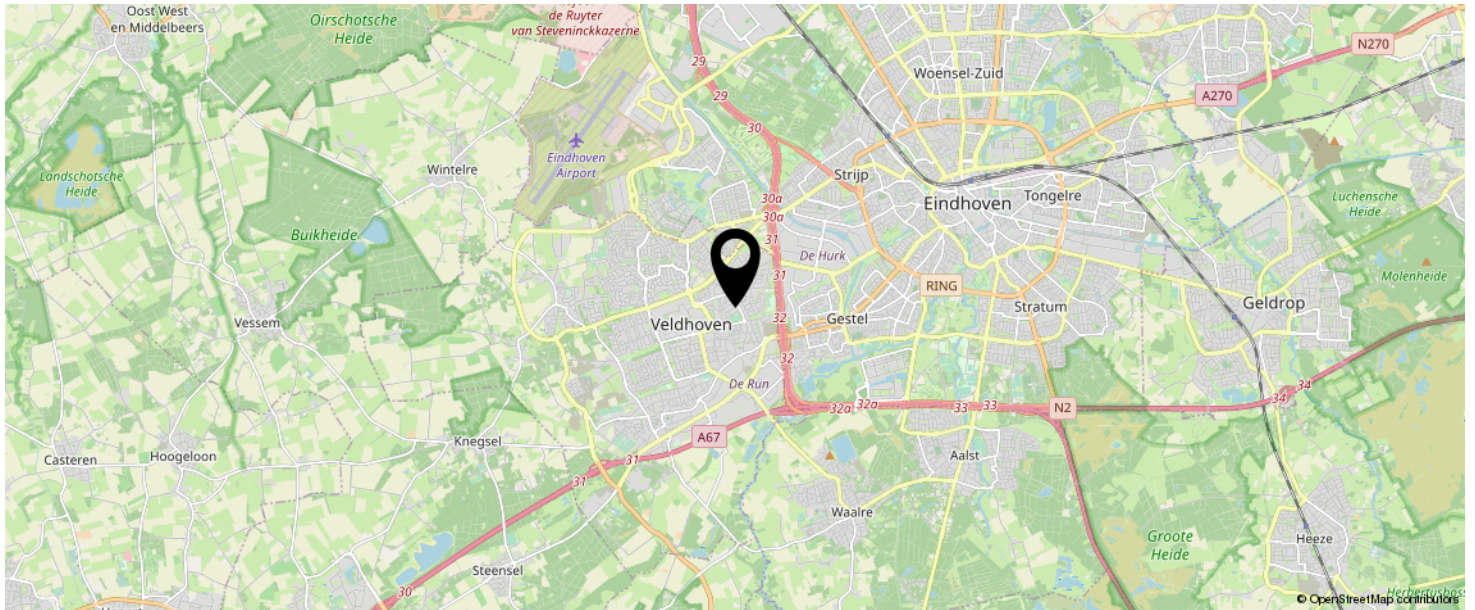 Oost West
en Middelbeers
Oirschotsche
Heide
de Ruyter
van Steveninckkazerne
29
29
30
N270
A270
Woensel-Zuid
Landschotsche
Heide
Wintelre
Eindhoven
Airport
Strijp
Tongelre
Eindhoven
30a
30a
Luchensche
Heide
Buikheide
31
De Hurk
31
Molenheide
RING
Vessem
Veldhoven
32
Gestel
Stratum
Geldrop
32
De Run
34
34
32a
32a
33
33
N2
A67
Knegsel
Casteren
Hoogeloon
31
31
Aalst
Waalre
Groote
Heide
Heeze
Steensel
30
Herbertusboss
© OpenStreetMap contributors